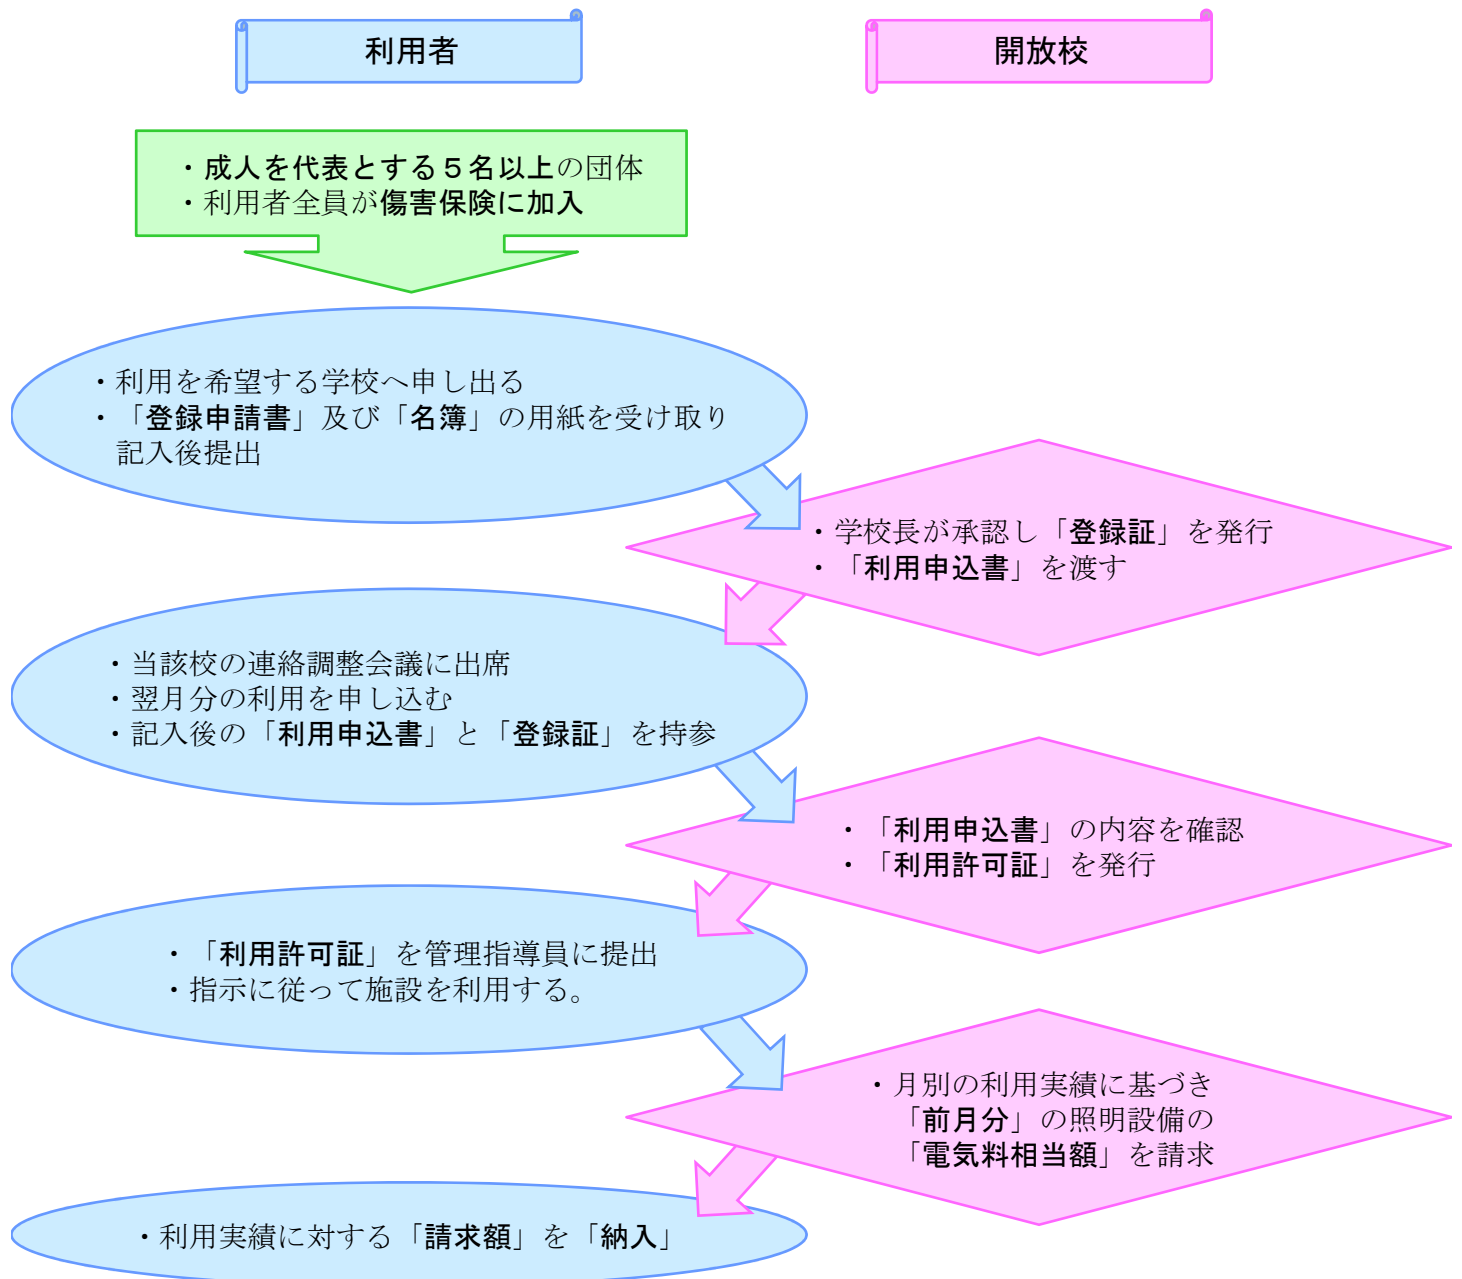 利用者
開放校
・成人を代表とする５名以上の団体
・利用者全員が傷害保険に加入
・利用を希望する学校へ申し出る
・「登録申請書」及び「名簿」の用紙を受け取り
記入後提出
・学校長が承認し「登録証」を発行
・「利用申込書」を渡す
・当該校の連絡調整会議に出席
・翌月分の利用を申し込む
・記入後の「利用申込書」と「登録証」を持参
・「利用申込書」の内容を確認
・「利用許可証」を発行
・「利用許可証」を管理指導員に提出
・指示に従って施設を利用する。
・月別の利用実績に基づき
「前月分」の照明設備の
「電気料相当額」を請求
・利用実績に対する「請求額」を「納入」